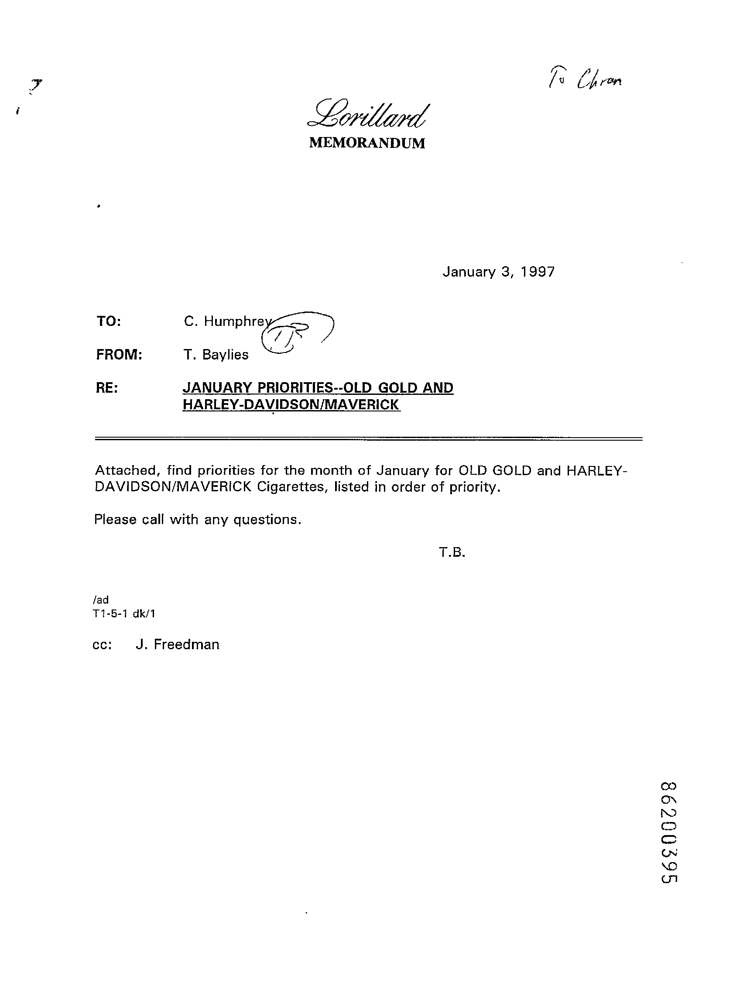 To Chron
Lorillard
MEMORANDUM
January 3, 1997
TO: C. Humphrey
FROM: T. Baylies
RE: JANUARY PRIORITIES--OLD GOLD AND
HARLEY-DAVIDSON/MAVERICK
Attached, find priorities for the month of January for OLD GOLD and HARLEY-
DAVIDSON/MAVERICK Cigarettes, listed in order of priority.
Please call with any questions.
T.B.
/ad
T1-5-1 dk/1
cc: J. Freedman
86200395